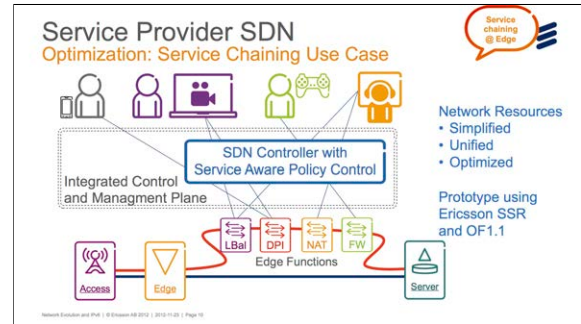 Service Provider SDN
Optimization: Service Chaining Use Case
Service
chaining
@ Edge
SDN Controller with
Service Aware Policy Control
Integrated Control
and Managment Plane
Network Resources
• Simplified
• Unified
• Optimized
Prototype using
Ericsson SSR
and OF1.1
LBal
DPI
NAT
FW
Edge Functions
Access
Edge
Server
Network Evolution and IPv6 | © Ericsson AB 2012 | 2012-11-22 | Page 10